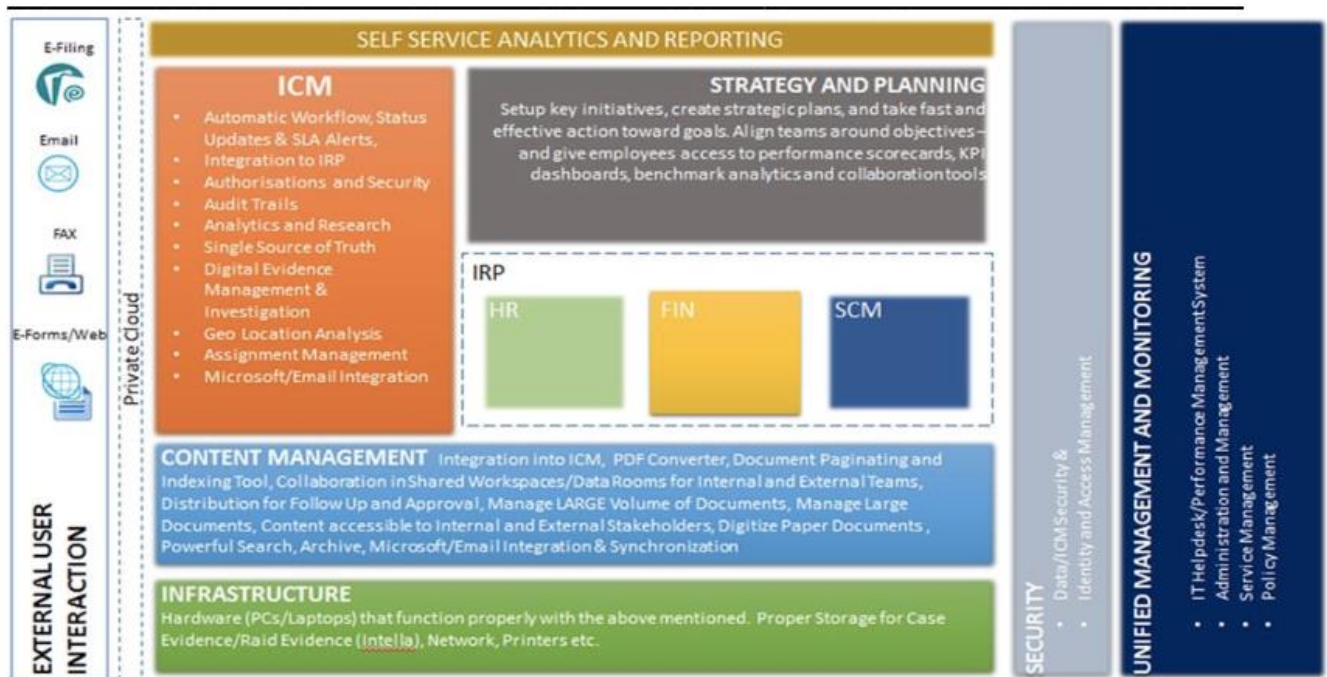 E-Filing
Email
FAX
E-Forms/Web
EXTERNAL USER
INTERACTION
Private Cloud
SELF SERVICE ANALYTICS AND REPORTING
ICM
• Automatic Workflow, Status
Updates & SLA Alerts,
• Integration to IRP
• Authorisations and Security
• Audit Trails
• Analytics and Research
• Single Source of Truth
• Digital Evidence
Management &
Investigation
• Geo Location Analysis
• Assignment Management
• Microsoft/Email Integration
STRATEGY AND PLANNING
Setup key initiatives, create strategic plans, and take fast and
effective action toward goals. Align teams around objectives–
and give employees access to performance scorecards, KPI
dashboards, benchmark analytics and collaboration tools
IRP
HR
FIN
SCM
CONTENT MANAGEMENT Integration into ICM, PDF Converter, Document Paginating and
Indexing Tool, Collaboration in Shared Workspaces/Data Rooms for Internal and External Teams,
Distribution for Follow Up and Approval, Manage LARGE Volume of Documents, Manage Large
Documents, Content accessible to Internal and External Stakeholders, Digitize Paper Documents ,
Powerful Search, Archive, Microsoft/Email Integration & Synchronization
INFRASTRUCTURE
Hardware (PCs/Laptops) that function properly with the above mentioned. Proper Storage for Case
Evidence/Raid Evidence (Intella), Network, Printers etc.
SECURITY
• Data/ICM Security &
• Identity and Access Management
UNIFIED MANAGEMENT AND MONITORING
• IT Helpdesk/Performance Management System
• Administration and Management
• Service Management
• Policy Management